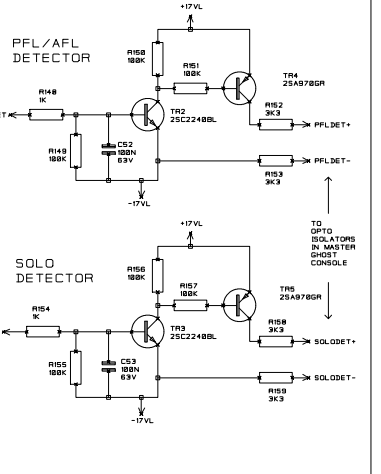 +17VL
PFL/AFL
DETECTOR
R150
100K
R151
100K
TR4
2SA970GR
R148
1K
TR2
2SC2240BL
R152
3K3
PFLDET+
R149
100K
C52
100N
63V
PFLDET-
R153
3K3
-17VL
TO
OPTO
ISOLATORS
IN MASTER
GHOST
CONSOLE
+17VL
SOLO
DETECTOR
R156
100K
R157
100K
TR5
2SA970GR
R154
1K
TR3
2SC2240BL
R158
3K3
SOLODET+
R155
100K
C53
100N
63V
SOLODET-
R159
3K3
-17VL